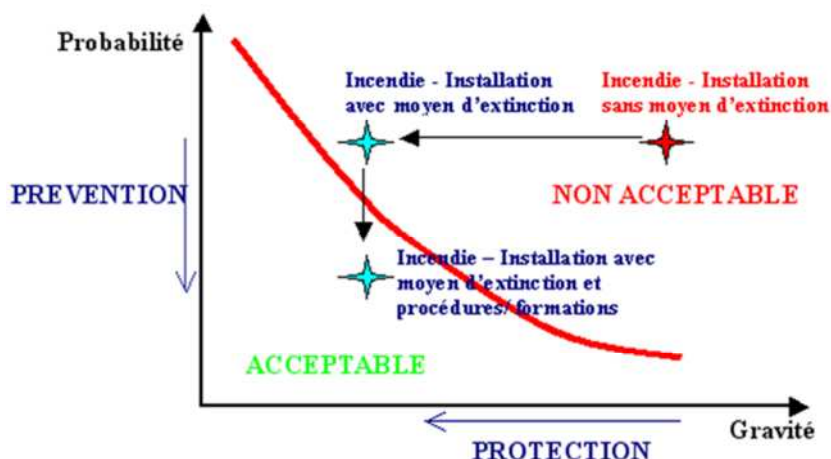 Probabilité
Incendie - Installation
avec moyen d'extinction
Incendie - Installation
sans moyen d'extinction
PREVENTION
NON ACCEPTABLE
Incendie – Installation avec
moyen d'extinction et
procédures/ formations
ACCEPTABLE
Gravité
PROTECTION